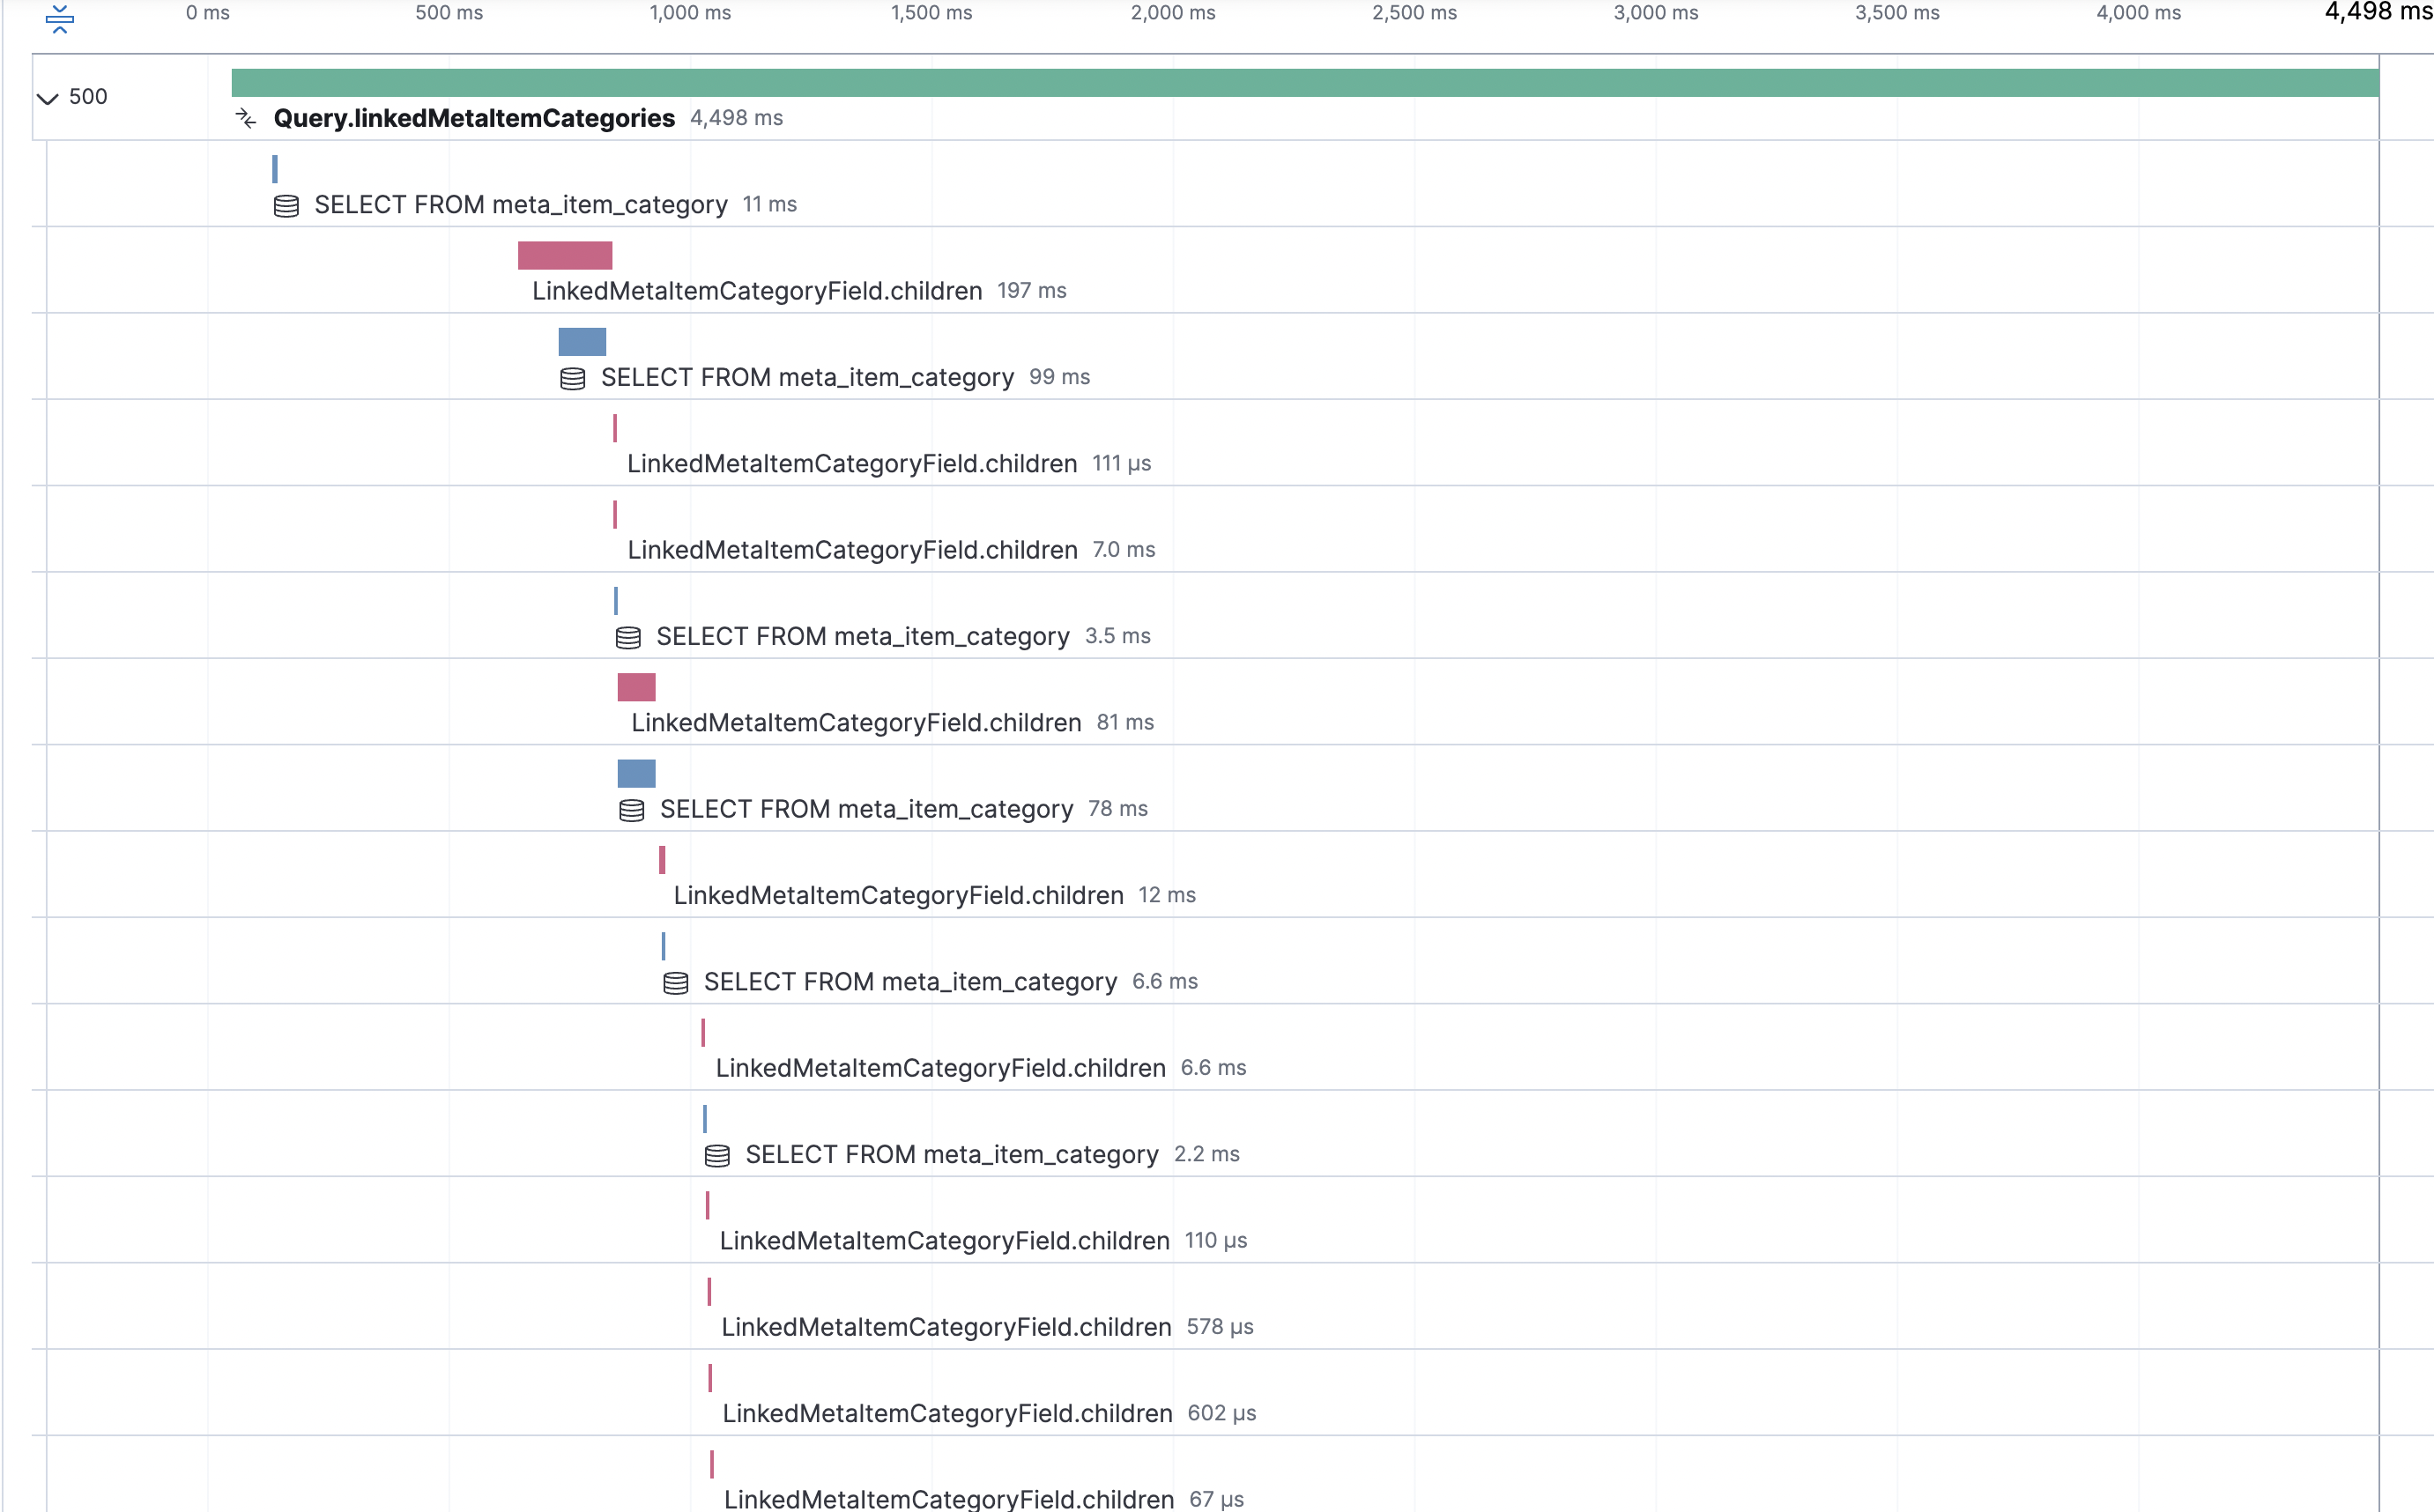 0 ms 500 ms 1,000 ms 1,500 ms 2,000 ms 2,500 ms 3,000 ms 3,500 ms 4,000 ms 4,498 ms
500
Query.linkedMetaItemCategories 4,498 ms
SELECT FROM meta_item_category 11 ms
LinkedMetaItemCategoryField.children 197 ms
SELECT FROM meta_item_category 99 ms
LinkedMetaItemCategoryField.children 111 μs
LinkedMetaItemCategoryField.children 7.0 ms
SELECT FROM meta_item_category 3.5 ms
LinkedMetaItemCategoryField.children 81 ms
SELECT FROM meta_item_category 78 ms
LinkedMetaItemCategoryField.children 12 ms
SELECT FROM meta_item_category 6.6 ms
LinkedMetaItemCategoryField.children 6.6 ms
SELECT FROM meta_item_category 2.2 ms
LinkedMetaItemCategoryField.children 110 μs
LinkedMetaItemCategoryField.children 578 μs
LinkedMetaItemCategoryField.children 602 μs
LinkedMetaItemCategoryField.children 67 μs